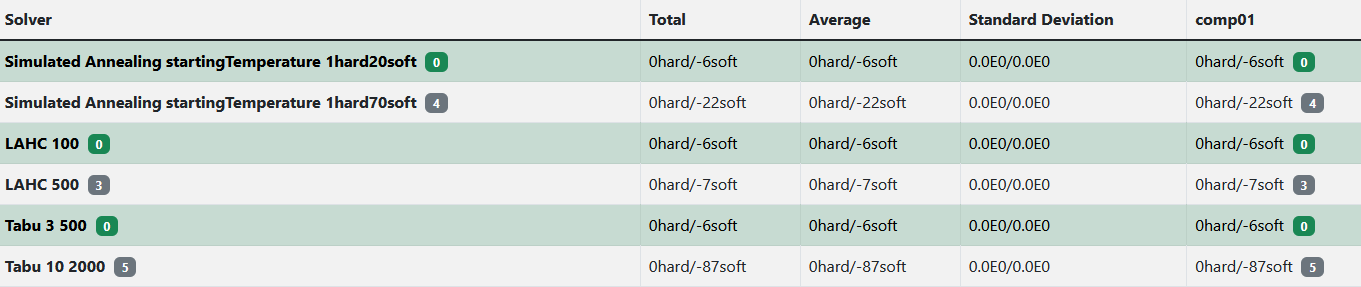 Solver Total Average Standard Deviation comp01
Simulated Annealing startingTemperature 1hard20soft 0 0hard/-6soft 0hard/-6soft 0.0E0/0.0E0 0hard/-6soft 0
Simulated Annealing startingTemperature 1hard70soft 4 0hard/-22soft 0hard/-22soft 0.0E0/0.0E0 0hard/-22soft 4
LAHC 100 0 0hard/-6soft 0hard/-6soft 0.0E0/0.0E0 0hard/-6soft 0
LAHC 500 3 0hard/-7soft 0hard/-7soft 0.0E0/0.0E0 0hard/-7soft 3
Tabu 3 500 0 0hard/-6soft 0hard/-6soft 0.0E0/0.0E0 0hard/-6soft 0
Tabu 10 2000 5 0hard/-87soft 0hard/-87soft 0.0E0/0.0E0 0hard/-87soft 5